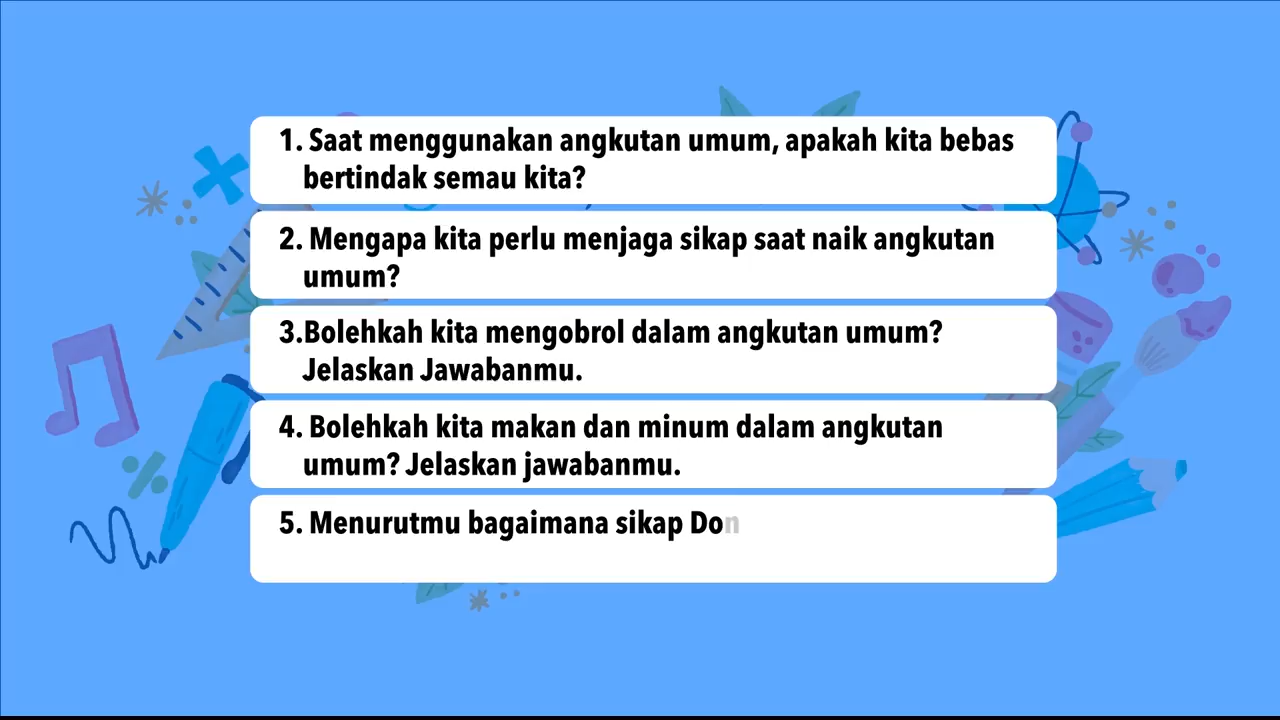 1. Saat menggunakan angkutan umum, apakah kita bebas
bertindak semau kita?
2. Mengapa kita perlu menjaga sikap saat naik angkutan
umum?
3.Bolehkah kita mengobrol dalam angkutan umum?
Jelaskan Jawabanmu.
4. Bolehkah kita makan dan minum dalam angkutan
umum? Jelaskan jawabanmu.
5. Menurutmu bagaimana sikap Don